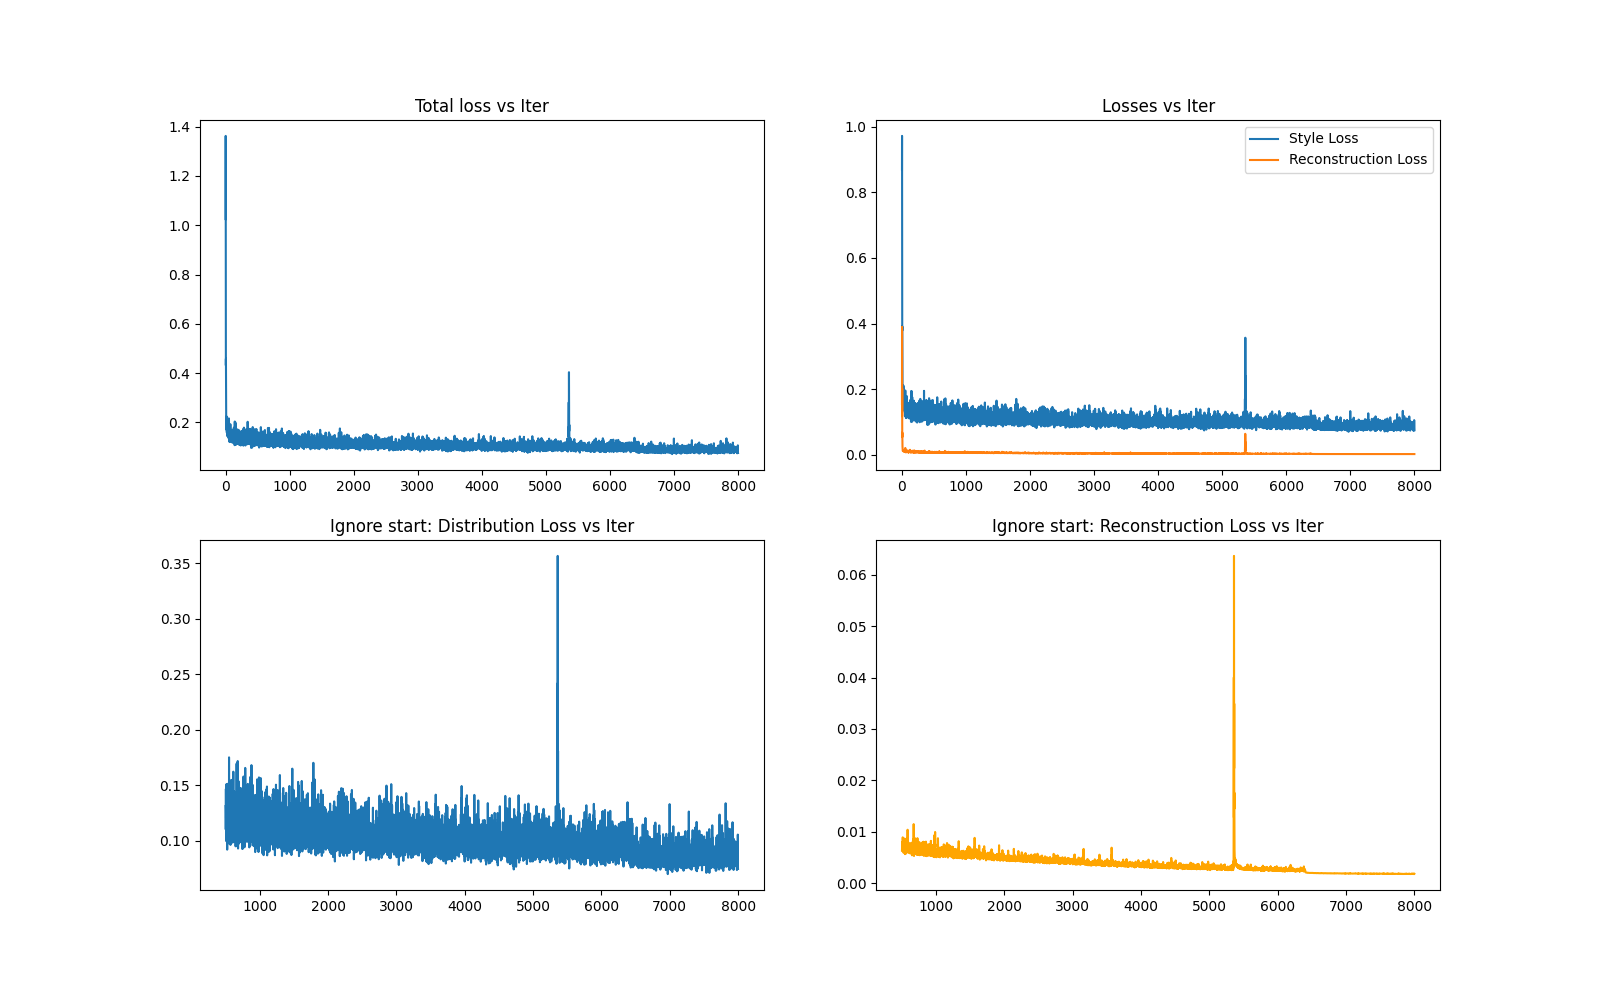 Total loss vs Iter
1.4
1.2
1.0
0.8
0.6
0.4
0.2
0 1000 2000 3000 4000 5000 6000 7000 8000
Losses vs Iter
1.0
0.8
0.6
0.4
0.2
0.0
Style Loss
Reconstruction Loss
0 1000 2000 3000 4000 5000 6000 7000 8000
Ignore start: Distribution Loss vs Iter
0.35
0.30
0.25
0.20
0.15
0.10
1000 2000 3000 4000 5000 6000 7000 8000
Ignore start: Reconstruction Loss vs Iter
0.06
0.05
0.04
0.03
0.02
0.01
0.00
1000 2000 3000 4000 5000 6000 7000 8000